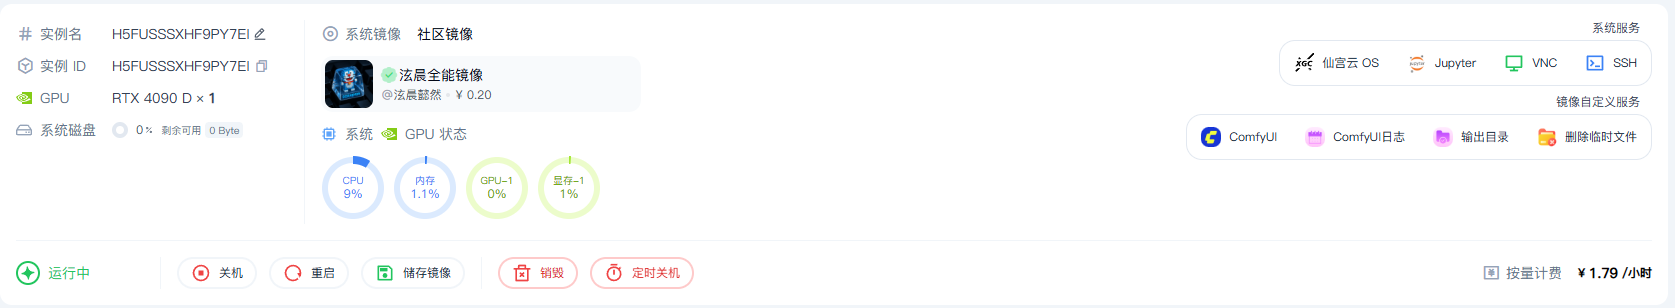 实例名 H5FUSSSXHF9PY7EI
实例 ID H5FUSSSXHF9PY7EI
GPU RTX 4090 D × 1
系统磁盘 0% 剩余可用 0 Byte
系统镜像 社区镜像
泫晨全能镜像
@泫晨懿然 ¥ 0.20
系统 GPU 状态
CPU 9%
内存 1.1%
GPU-1 0%
显存-1 1%
系统服务
仙宫云 OS Jupyter VNC SSH
镜像自定义服务
ComfyUI ComfyUI日志 输出目录 删除临时文件
运行中 关机 重启 储存镜像 销毁 定时关机 按量计费 ¥ 1.79 /小时